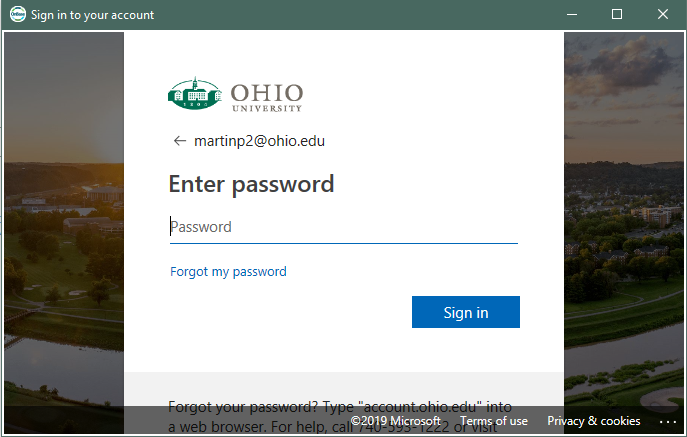 Sign in to your account
OHIO
UNIVERSITY
martinp2@ohio.edu
Enter password
Password
Forgot my password
Sign in
Forgot your password? Type "account.ohio.edu" into
a web browser. For help, call 740-593-1222 or visit
©2019 Microsoft Terms of use Privacy & cookies ...